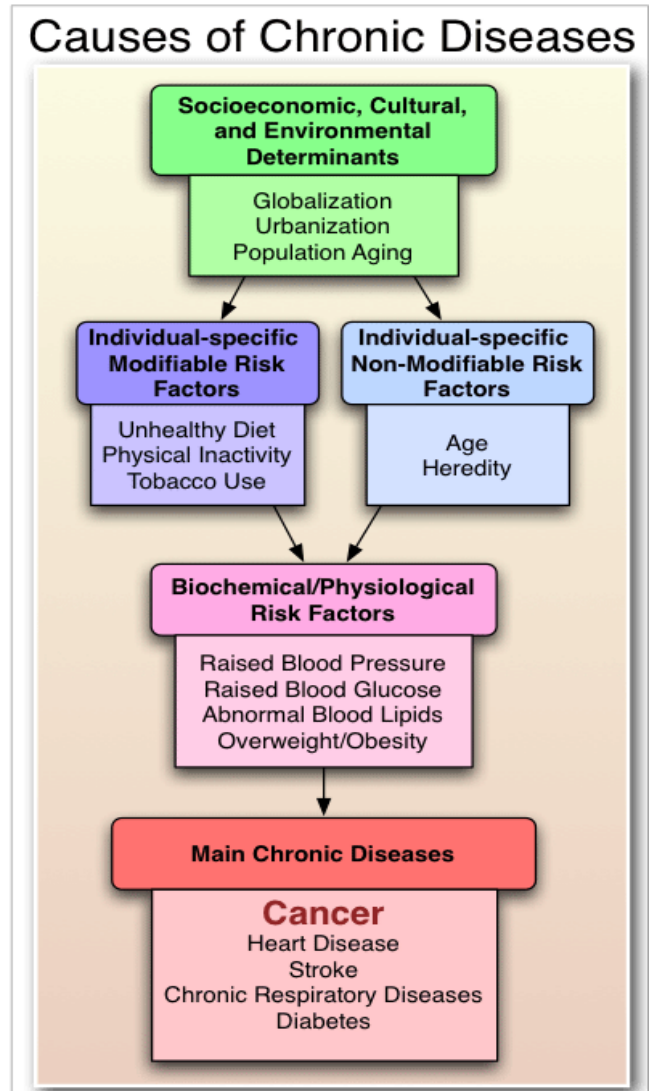 Causes of Chronic Diseases
Socioeconomic, Cultural,
and Environmental
Determinants
Globalization
Urbanization
Population Aging
Individual-specific
Modifiable Risk
Factors
Unhealthy Diet
Physical Inactivity
Tobacco Use
Individual-specific
Non-Modifiable Risk
Factors
Age
Heredity
Biochemical/Physiological
Risk Factors
Raised Blood Pressure
Raised Blood Glucose
Abnormal Blood Lipids
Overweight/Obesity
Main Chronic Diseases
Cancer
Heart Disease
Stroke
Chronic Respiratory Diseases
Diabetes